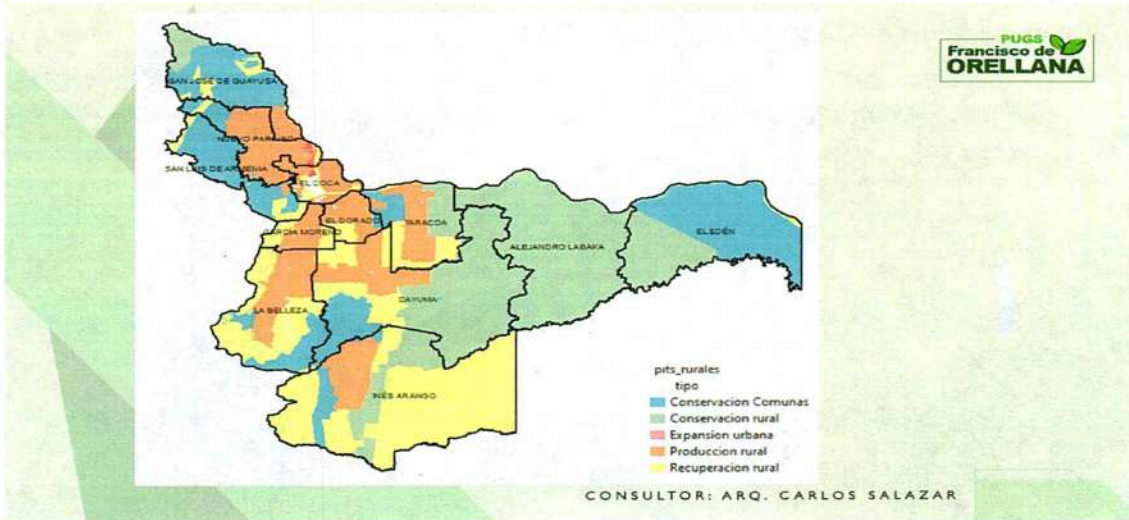 PUGS
Francisco de
ORELLANA
SAN JOSE DE GUAYUSA
NUEVO PARAISO
SAN LUIS DE ARMENIA
EL COCA
EL DORADO
TARACOA
GARCIA MORENO
ALEJANDRO LABAKA
EL EDÉN
DAYUMA
LA BELLEZA
INÉS ARANGO
pits_rurales
tipo
Conservacion Comunas
Conservacion rural
Expansion urbana
Produccion rural
Recuperacion rural
CONSULTOR: ARQ. CARLOS SALAZAR